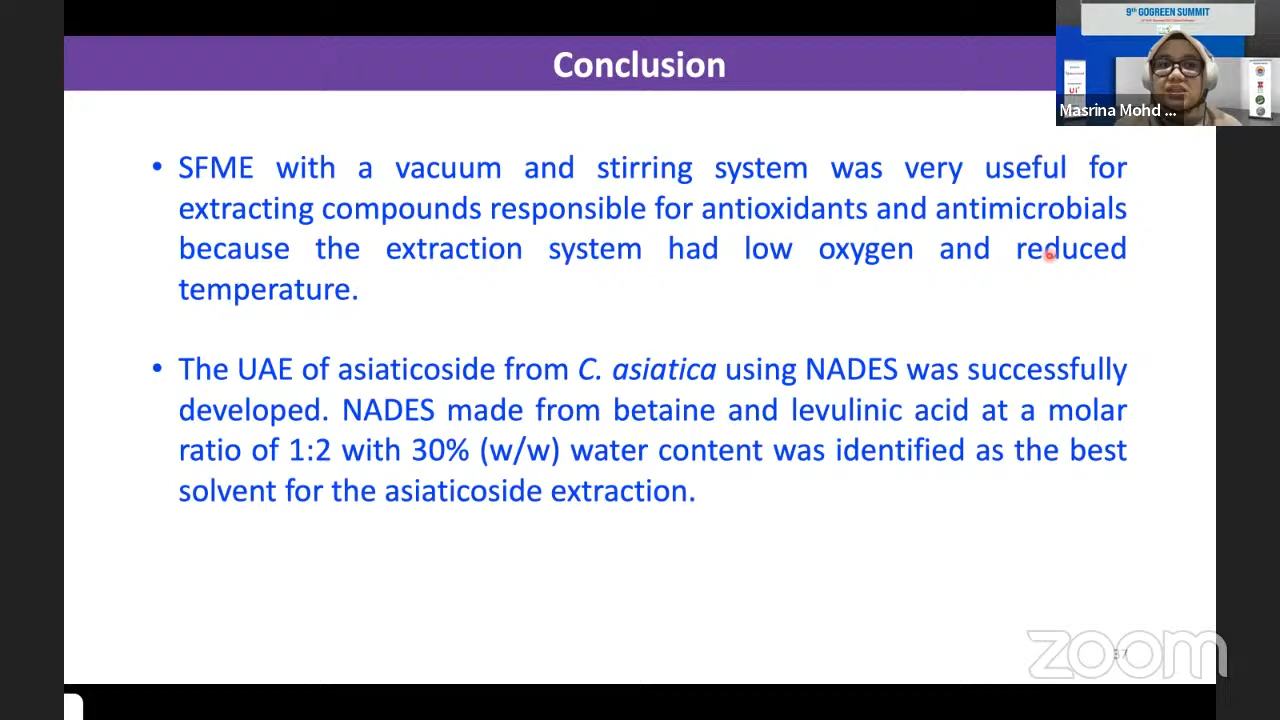 9th GOGREEN SUMMIT
Masrina Mohd ...
Conclusion
• SFME with a vacuum and stirring system was very useful for
extracting compounds responsible for antioxidants and antimicrobials
because the extraction system had low oxygen and reduced
temperature.
• The UAE of asiaticoside from C. asiatica using NADES was successfully
developed. NADES made from betaine and levulinic acid at a molar
ratio of 1:2 with 30% (w/w) water content was identified as the best
solvent for the asiaticoside extraction.
zoom